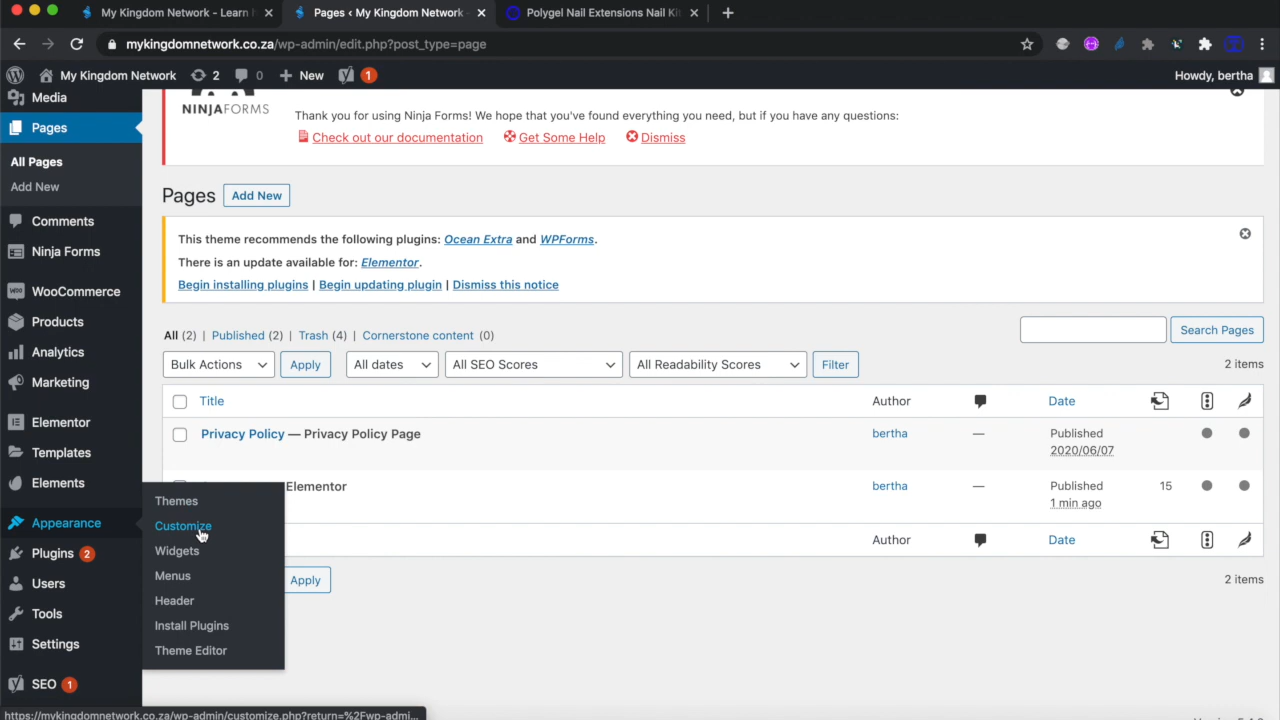 My Kingdom Network - Learn h
Pages ‹ My Kingdom Network
Polygel Nail Extensions Nail Kit
mykingdomnetwork.co.za/wp-admin/edit.php?post_type=page
My Kingdom Network 2 0 New 1 Howdy, bertha
Media
Pages
All Pages
Add New
Comments
Ninja Forms
WooCommerce
Products
Analytics
Marketing
Elementor
Templates
Elements
Appearance
Plugins 2
Users
Tools
Settings
SEO 1
Themes
Customize
Widgets
Menus
Header
Install Plugins
Theme Editor
NINJAFORMS
Thank you for using Ninja Forms! We hope that you've found everything you need, but if you have any questions:
Check out our documentation Get Some Help Dismiss
Pages Add New
This theme recommends the following plugins: Ocean Extra and WPForms.
There is an update available for: Elementor.
Begin installing plugins | Begin updating plugin | Dismiss this notice
All (2) | Published (2) | Trash (4) | Cornerstone content (0)
Search Pages
Bulk Actions Apply All dates All SEO Scores All Readability Scores Filter 2 items
Title Author Date
Privacy Policy — Privacy Policy Page bertha — Published
2020/06/07
Elementor bertha — Published 15
1 min ago
Author Date
Apply 2 items
https://mykingdomnetwork.co.za/wp-admin/customize.php?return=%2Fwp-admi...